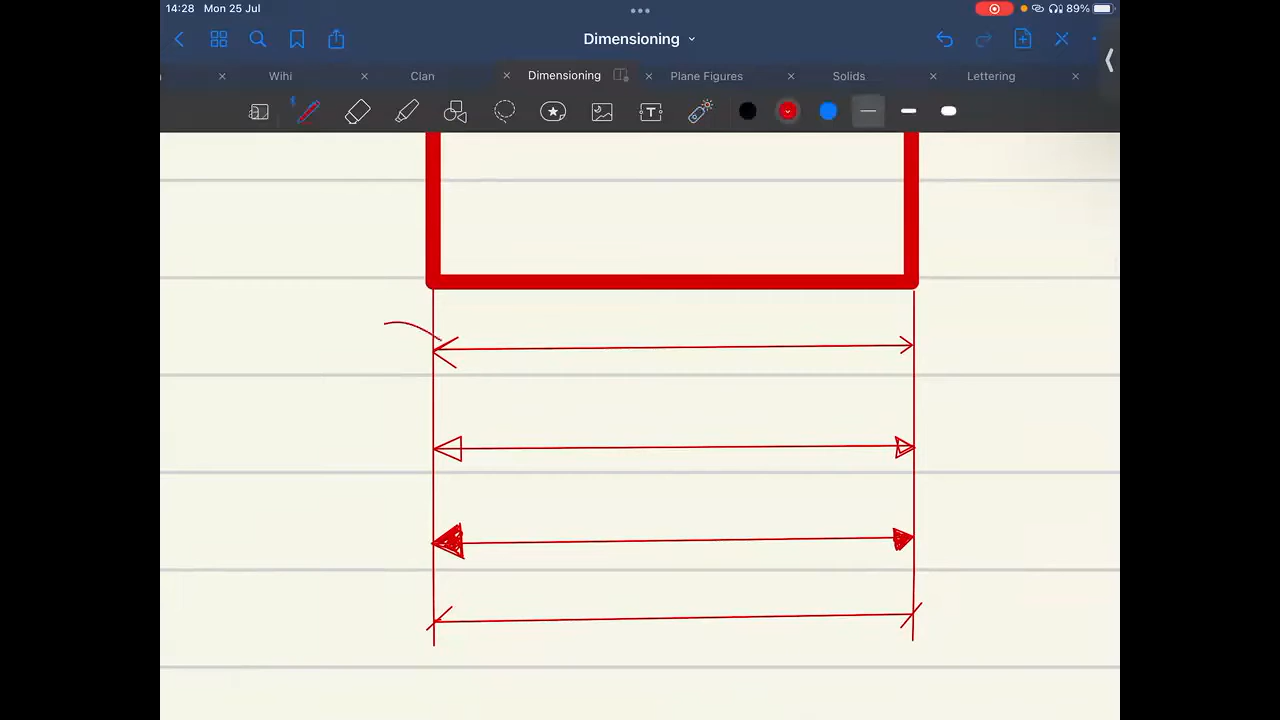 14:28 Mon 25 Jul 89%
Dimensioning
Wihi Clan Dimensioning Plane Figures Solids Lettering
T